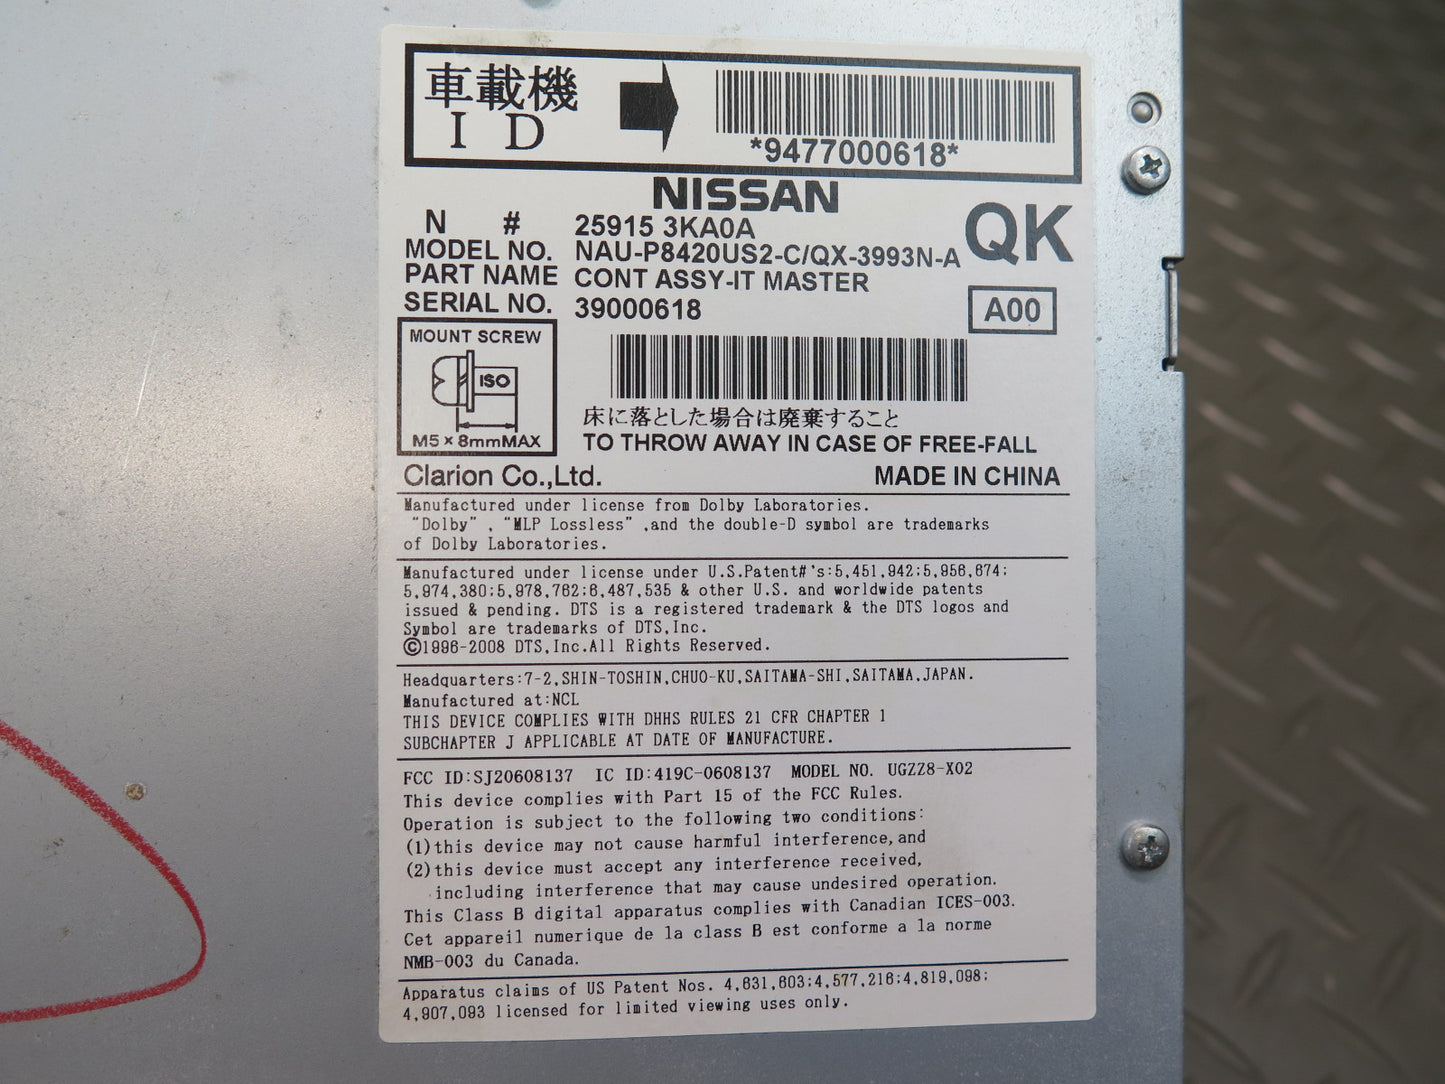 車載機
ID
*9477000618*
NISSAN
N # 25915 3KA0A
QK
MODEL NO. NAU-P8420US2-C/QX-3993N-A
PART NAME CONT ASSY-IT MASTER
SERIAL NO. 39000618
A00
MOUNT SCREW
ISO
M5×8mmMAX
床に落とした場合は廃棄すること
TO THROW AWAY IN CASE OF FREE-FALL
Clarion Co.,Ltd. MADE IN CHINA
Manufactured under license from Dolby Laboratories.
“Dolby”, “MLP Lossless”,and the double-D symbol are trademarks
of Dolby Laboratories.
Manufactured under license under U.S.Patent#'s:5,451,942;5,956,674;
5,974,380;5,978,762;6,487,535 & other U.S. and worldwide patents
issued & pending. DTS is a registered trademark & the DTS logos and
Symbol are trademarks of DTS,Inc.
©1996-2008 DTS,Inc.All Rights Reserved.
Headquarters:7-2,SHIN-TOSHIN,CHUO-KU,SAITAMA-SHI,SAITAMA,JAPAN.
Manufactured at:NCL
THIS DEVICE COMPLIES WITH DHHS RULES 21 CFR CHAPTER 1
SUBCHAPTER J APPLICABLE AT DATE OF MANUFACTURE.
FCC ID:SJ20608137 IC ID:419C-0608137 MODEL NO. UGZZ8-X02
This device complies with Part 15 of the FCC Rules.
Operation is subject to the following two conditions:
(1)this device may not cause harmful interference,and
(2)this device must accept any interference received,
including interference that may cause undesired operation.
This Class B digital apparatus complies with Canadian ICES-003.
Cet appareil numerique de la class B est conforme a la norme
NMB-003 du Canada.
Apparatus claims of US Patent Nos. 4,631,603;4,577,216;4,819,098;
4,907,093 licensed for limited viewing uses only.